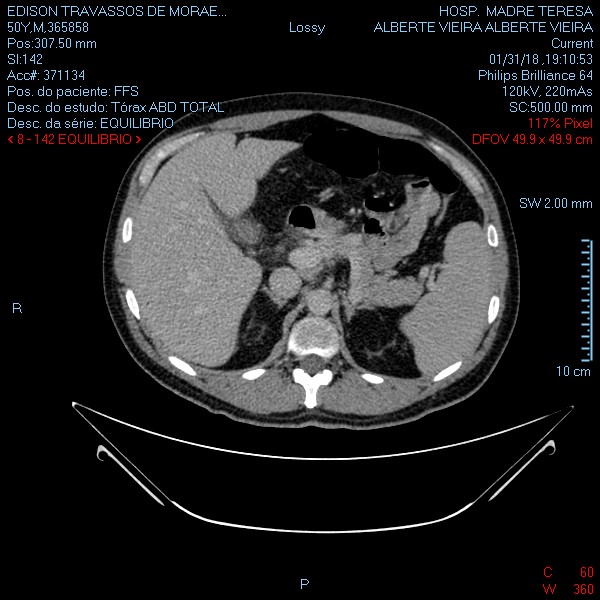 EDISON TRAVASSOS DE MORAE...
50Y,M,365858
Pos:307.50 mm
Sl:142
Acc#: 371134
Pos. do paciente: FFS
Desc. do estudo: Tórax ABD TOTAL
Desc. da série: EQUILIBRIO
< 8 - 142 EQUILIBRIO >
Lossy
HOSP. MADRE TERESA
ALBERTE VIEIRA ALBERTE VIEIRA
Current
01/31/18 ,19:10:53
Philips Brilliance 64
120kV, 220mAs
SC:500.00 mm
117% Pixel
DFOV 49.9 x 49.9 cm
SW 2.00 mm
R
10 cm
P
C 60
W 360